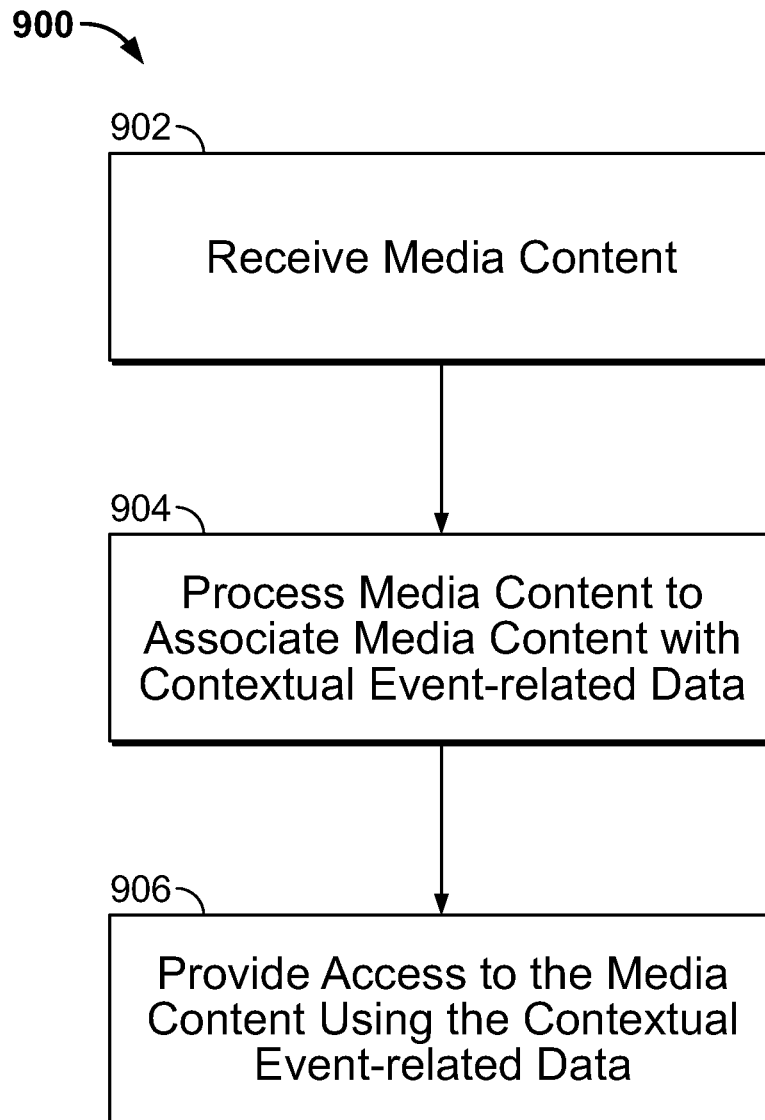 900
902
Receive Media Content
904
Process Media Content to
Associate Media Content with
Contextual Event-related Data
906
Provide Access to the Media
Content Using the Contextual
Event-related Data